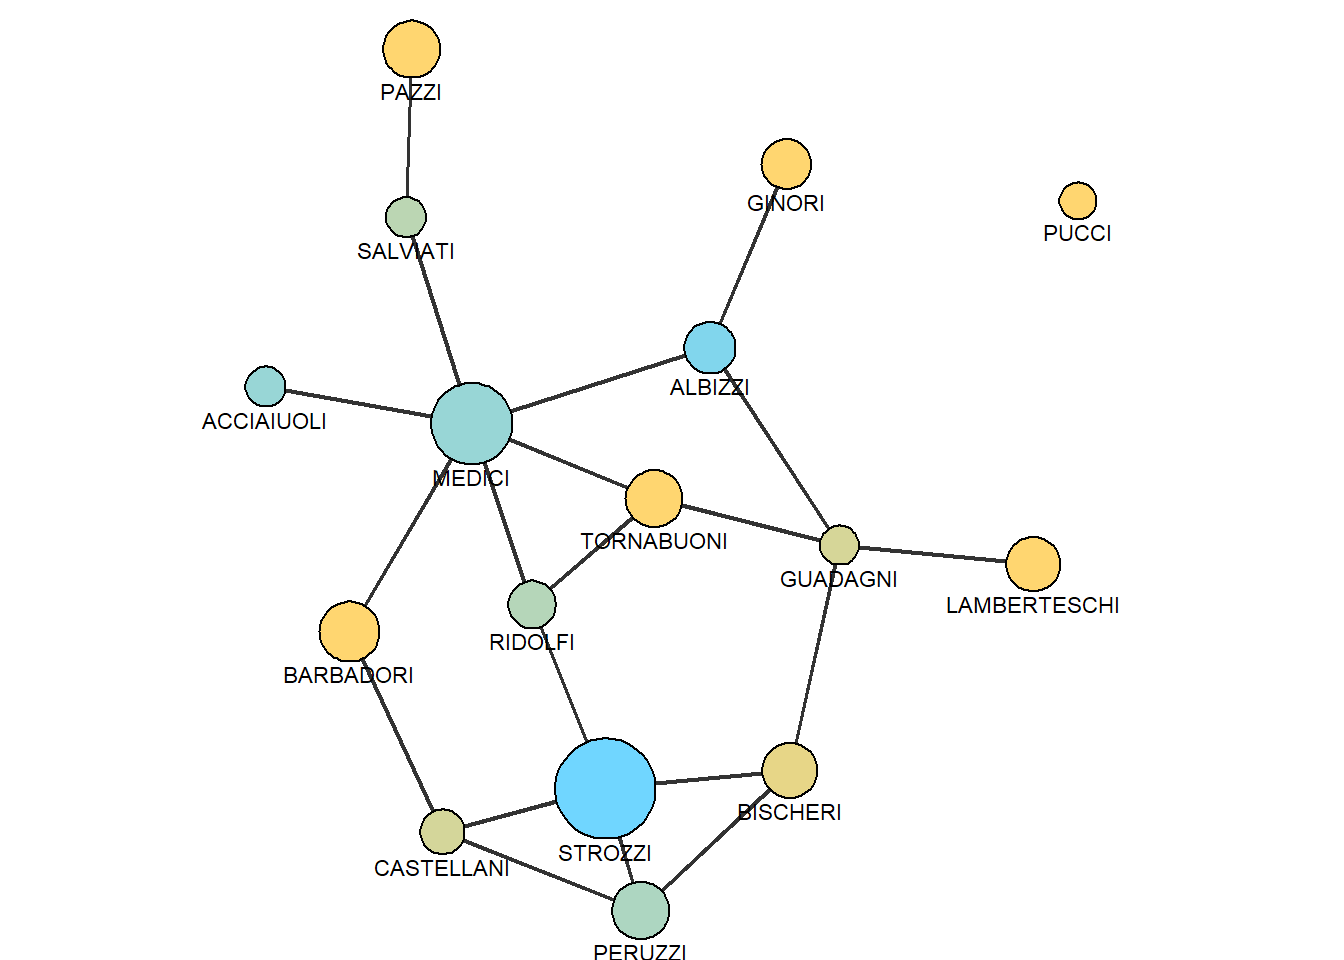 PAZZI
GINORI
PUCCI
SALVIATI
ALBIZZI
ACCIAIUOLI
MEDICI
TORNABUONI
GUADAGNI
LAMBERTESCHI
RIDOLFI
BARBADORI
BISCHERI
STROZZI
CASTELLANI
PERUZZI